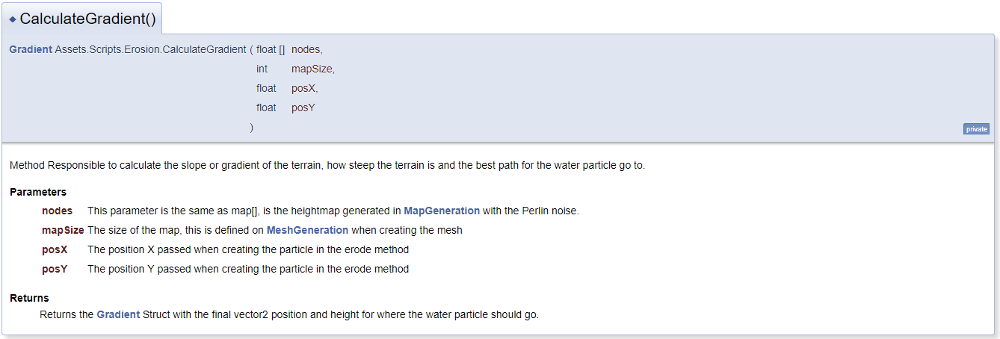 ◆ CalculateGradient()
Gradient Assets.Scripts.Erosion.CalculateGradient ( float [] nodes,
int mapSize,
float posX,
float posY
)
private
Method Responsible to calculate the slope or gradient of the terrain, how steep the terrain is and the best path for the water particle go to.
Parameters
nodes This parameter is the same as map[], is the heightmap generated in MapGeneration with the Perlin noise.
mapSize The size of the map, this is defined on MeshGeneration when creating the mesh
posX The position X passed when creating the particle in the erode method
posY The position Y passed when creating the particle in the erode method
Returns
Returns the Gradient Struct with the final vector2 position and height for where the water particle should go.